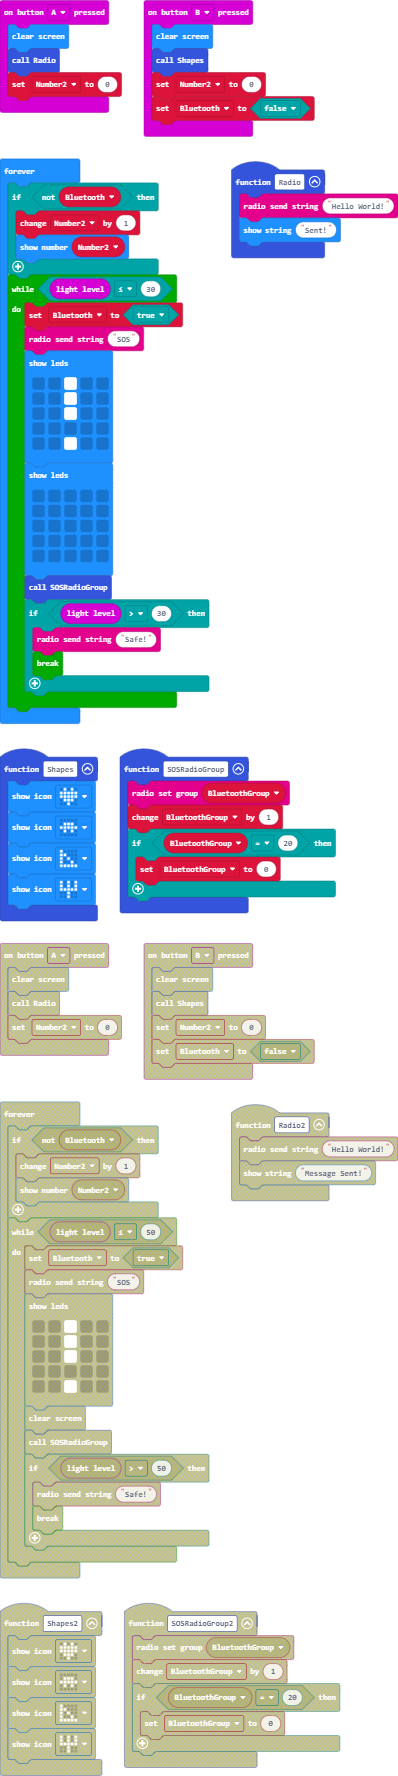 on button A pressed
clear screen
call Radio
set Number2 to 0
on button B pressed
clear screen
call Shapes
set Number2 to 0
set Bluetooth to false
forever
if not Bluetooth then
change Number2 by 1
show number Number2
while light level ≤ 30
do set Bluetooth to true
radio send string "SOS"
show leds
show leds
call SOSRadioGroup
if light level > 30 then
radio send string "Safe!"
break
function Radio
radio send string "Hello World!"
show string "Sent!"
function Shapes
show icon
show icon
show icon
show icon
function SOSRadioGroup
radio set group BluetoothGroup
change BluetoothGroup by 1
if BluetoothGroup = 20 then
set BluetoothGroup to 0
on button A pressed
clear screen
call Radio
set Number2 to 0
on button B pressed
clear screen
call Shapes
set Number2 to 0
set Bluetooth to false
forever
if not Bluetooth then
change Number2 by 1
show number Number2
while light level ≤ 50
do set Bluetooth to true
radio send string "SOS"
show leds
clear screen
call SOSRadioGroup
if light level > 50 then
radio send string "Safe!"
break
function Radio2
radio send string "Hello World!"
show string "Message Sent!"
function Shapes2
show icon
show icon
show icon
show icon
function SOSRadioGroup2
radio set group BluetoothGroup
change BluetoothGroup by 1
if BluetoothGroup = 20 then
set BluetoothGroup to 0